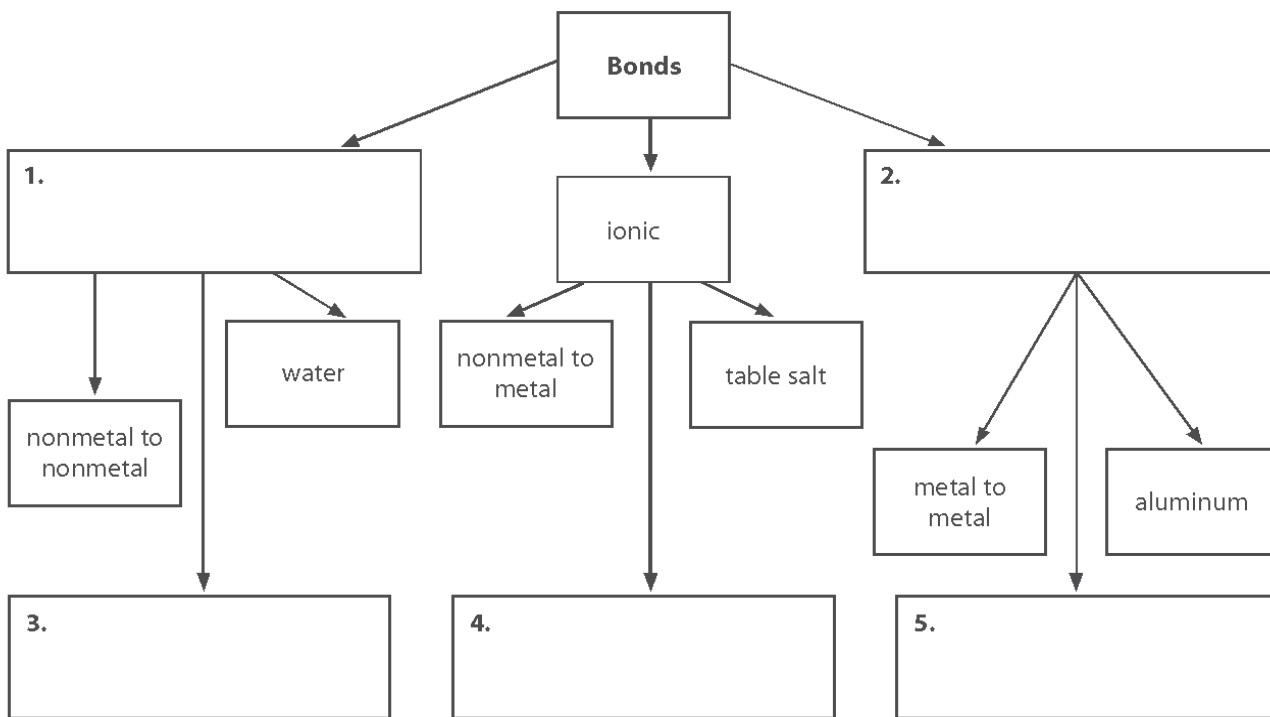 Bonds
1.
2.
ionic
water
nonmetal to
metal
table salt
nonmetal to
nonmetal
metal to
metal
aluminum
3.
4.
5.